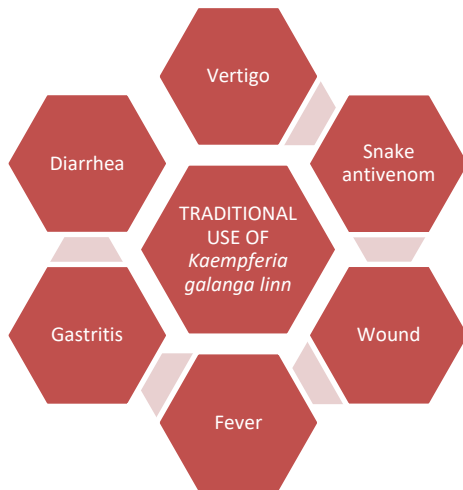 Vertigo
Diarrhea
Snake
antivenom
TRADITIONAL
USE OF
Kaempferia
galanga linn
Gastritis
Wound
Fever